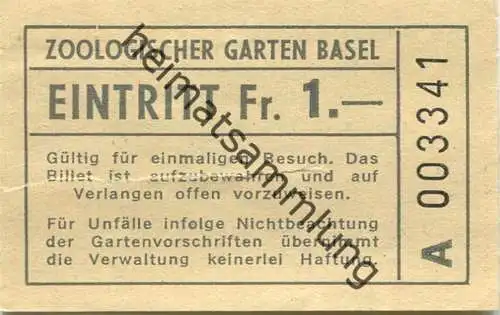 ZOOLOGISCHER GARTEN BASEL
EINTRITT Fr. 1.—
Gültig für einmaligen Besuch. Das
Billet ist aufzubewahren und auf
Verlangen offen vorzuweisen.
Für Unfälle infolge Nichtbeachtung
der Gartenvorschriften übernimmt
die Verwaltung keinerlei Haftung.
A 003341
heimatsammlung